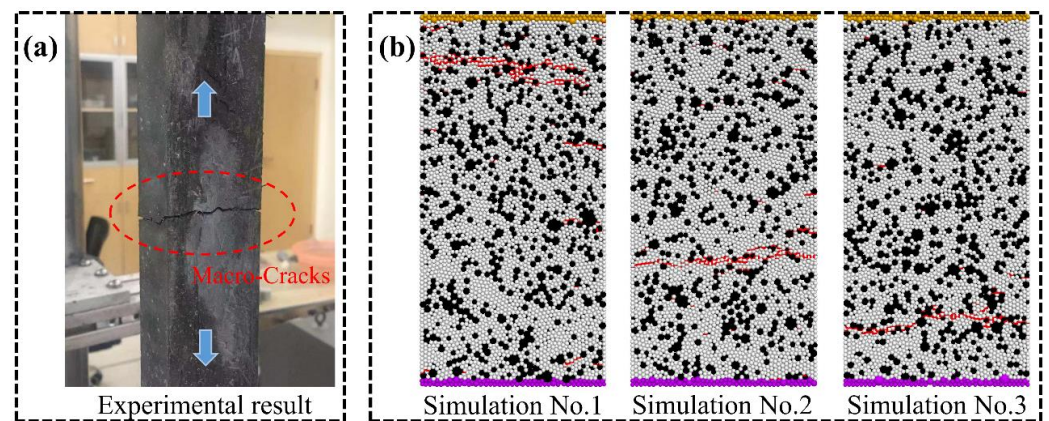 (a)
Macro-Cracks
Experimental result
(b)
Simulation No.1
Simulation No.2
Simulation No.3